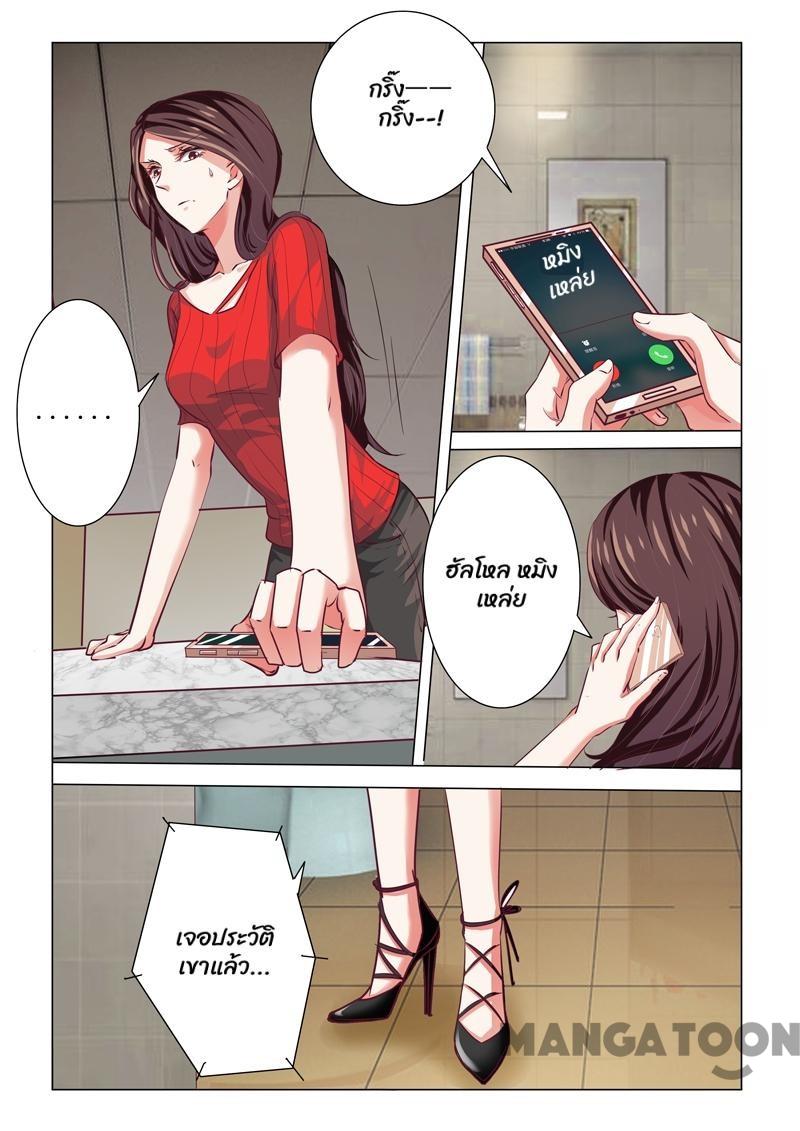 กริ๊ง——
กริ๊ง--!
......
หมิง
เหล่ย
ฮัลโหล หมิง
เหล่ย
เจอประวัติ
เขาแล้ว...
MANGATOON